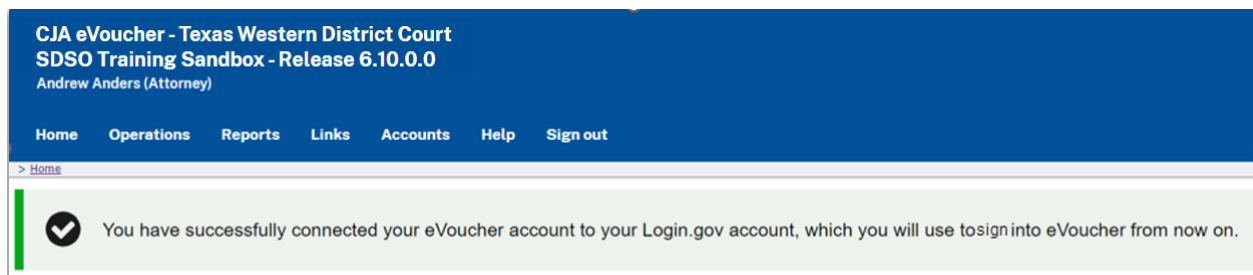 CJA eVoucher - Texas Western District Court
SDSO Training Sandbox - Release 6.10.0.0
Andrew Anders (Attorney)
Home Operations Reports Links Accounts Help Sign out
> Home
You have successfully connected your eVoucher account to your Login.gov account, which you will use tosign into eVoucher from now on.